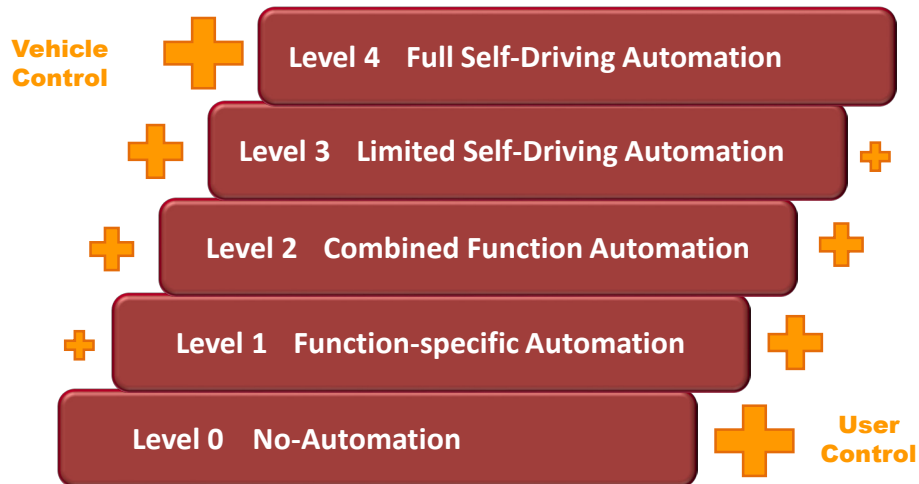 Vehicle
Control
Level 4 Full Self-Driving Automation
Level 3 Limited Self-Driving Automation
Level 2 Combined Function Automation
Level 1 Function-specific Automation
Level 0 No-Automation
User
Control